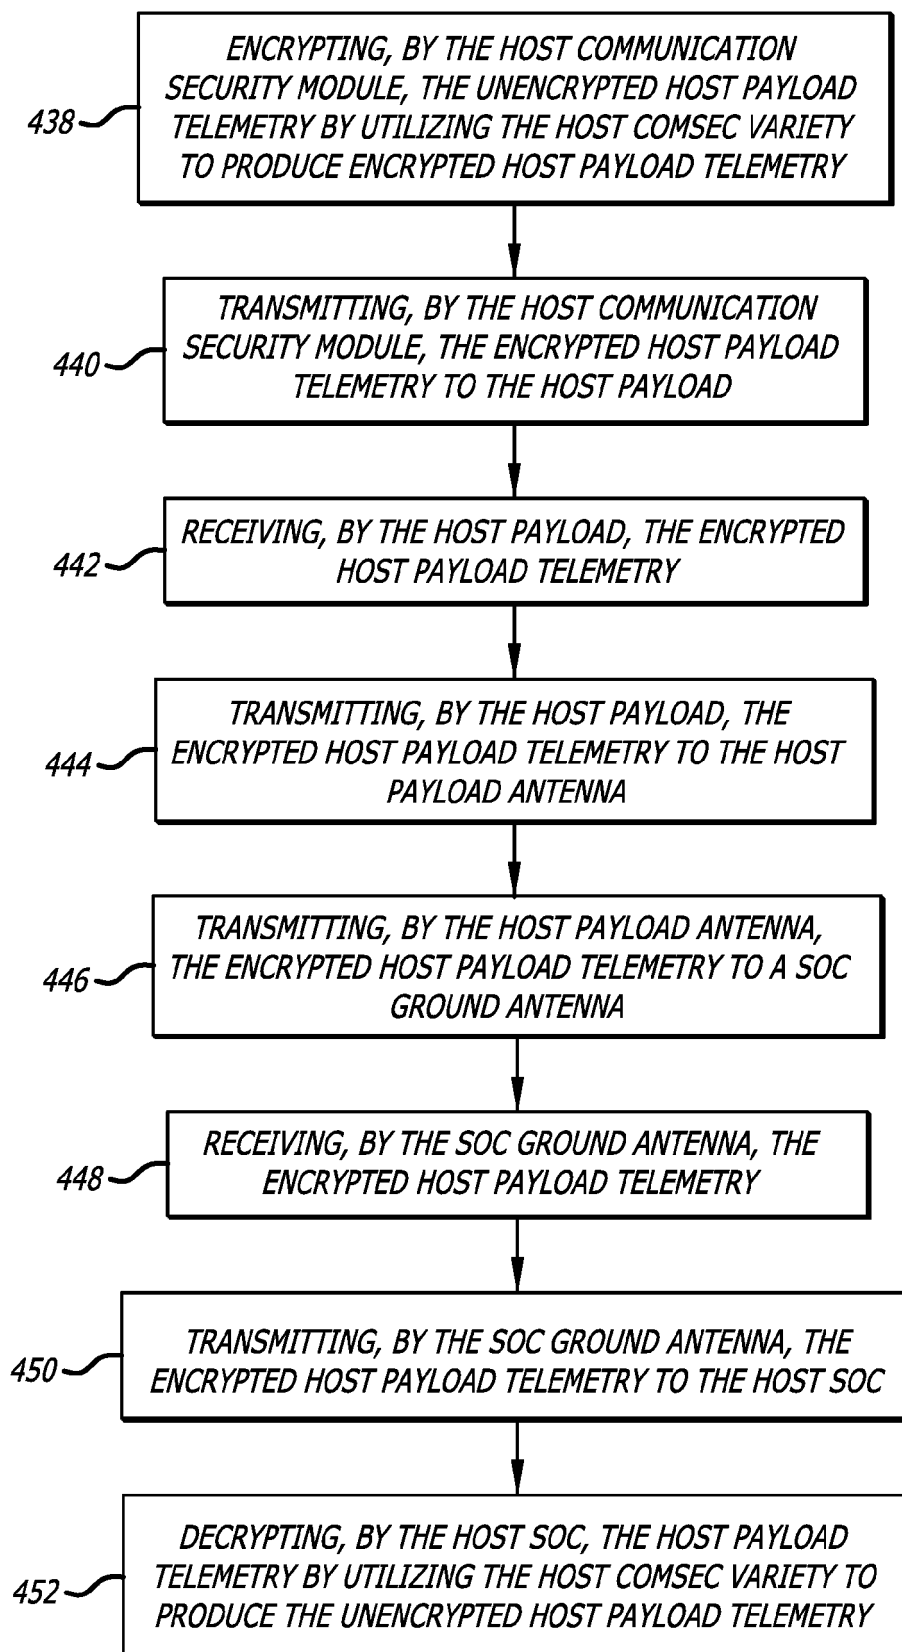 ENCRYPTING, BY THE HOST COMMUNICATION
SECURITY MODULE, THE UNENCRYPTED HOST PAYLOAD
TELEMETRY BY UTILIZING THE HOST COMSEC VARIETY
TO PRODUCE ENCRYPTED HOST PAYLOAD TELEMETRY
438
TRANSMITTING, BY THE HOST COMMUNICATION
SECURITY MODULE, THE ENCRYPTED HOST PAYLOAD
TELEMETRY TO THE HOST PAYLOAD
440
RECEIVING, BY THE HOST PAYLOAD, THE ENCRYPTED
HOST PAYLOAD TELEMETRY
442
TRANSMITTING, BY THE HOST PAYLOAD, THE
ENCRYPTED HOST PAYLOAD TELEMETRY TO THE HOST
PAYLOAD ANTENNA
444
TRANSMITTING, BY THE HOST PAYLOAD ANTENNA,
THE ENCRYPTED HOST PAYLOAD TELEMETRY TO A SOC
GROUND ANTENNA
446
RECEIVING, BY THE SOC GROUND ANTENNA, THE
ENCRYPTED HOST PAYLOAD TELEMETRY
448
TRANSMITTING, BY THE SOC GROUND ANTENNA, THE
ENCRYPTED HOST PAYLOAD TELEMETRY TO THE HOST SOC
450
DECRYPTING, BY THE HOST SOC, THE HOST PAYLOAD
TELEMETRY BY UTILIZING THE HOST COMSEC VARIETY TO
PRODUCE THE UNENCRYPTED HOST PAYLOAD TELEMETRY
452